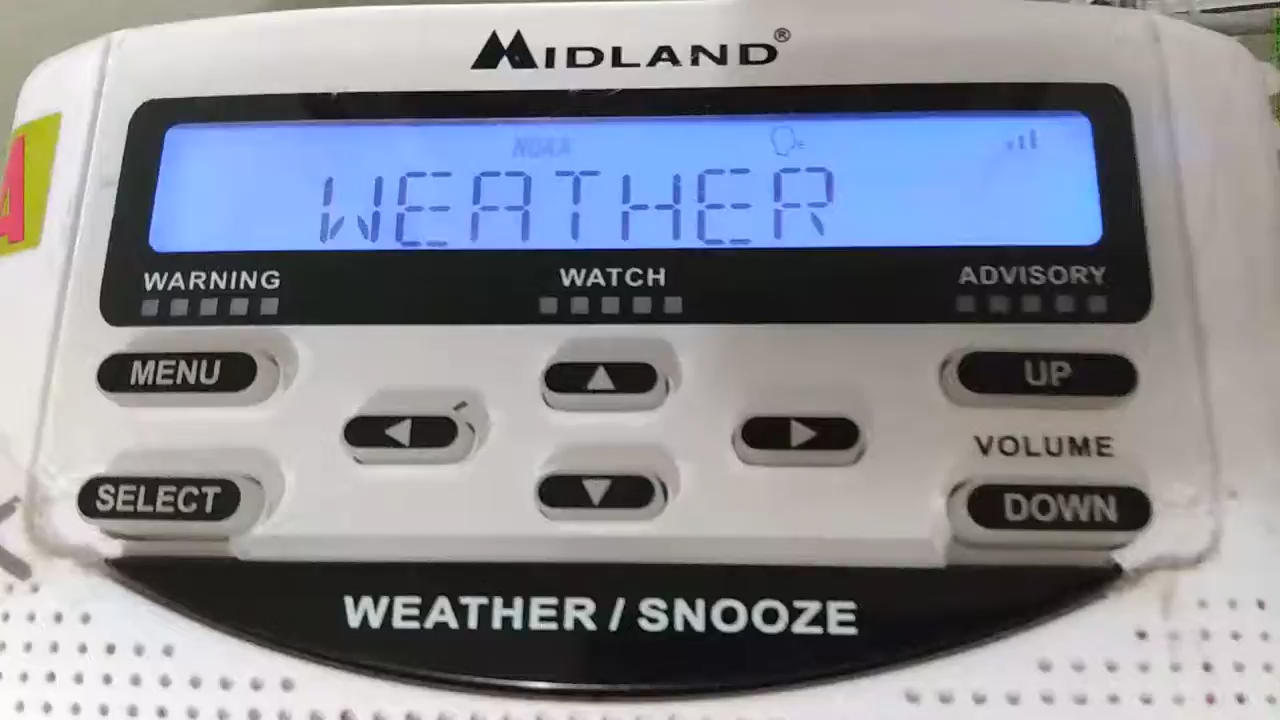 MIDLAND®
NOAA
WEATHER
WARNING WATCH ADVISORY
MENU UP
VOLUME
SELECT DOWN
WEATHER / SNOOZE
A